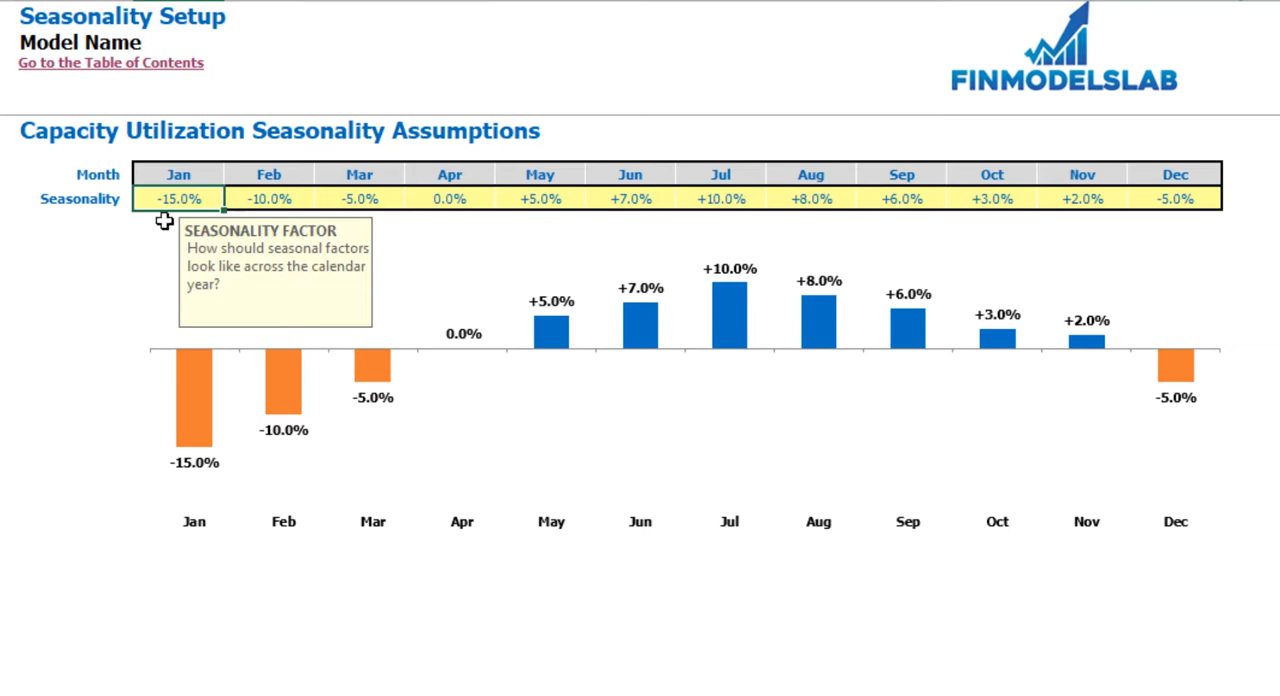 Seasonality Setup
Model Name
Go to the Table of Contents
FINMODELSLAB
Capacity Utilization Seasonality Assumptions
Month Jan Feb Mar Apr May Jun Jul Aug Sep Oct Nov Dec
Seasonality -15.0% -10.0% -5.0% 0.0% +5.0% +7.0% +10.0% +8.0% +6.0% +3.0% +2.0% -5.0%
SEASONALITY FACTOR
How should seasonal factors
look like across the calendar
year?
-15.0% -10.0% -5.0% 0.0% +5.0% +7.0% +10.0% +8.0% +6.0% +3.0% +2.0% -5.0%
Jan Feb Mar Apr May Jun Jul Aug Sep Oct Nov Dec